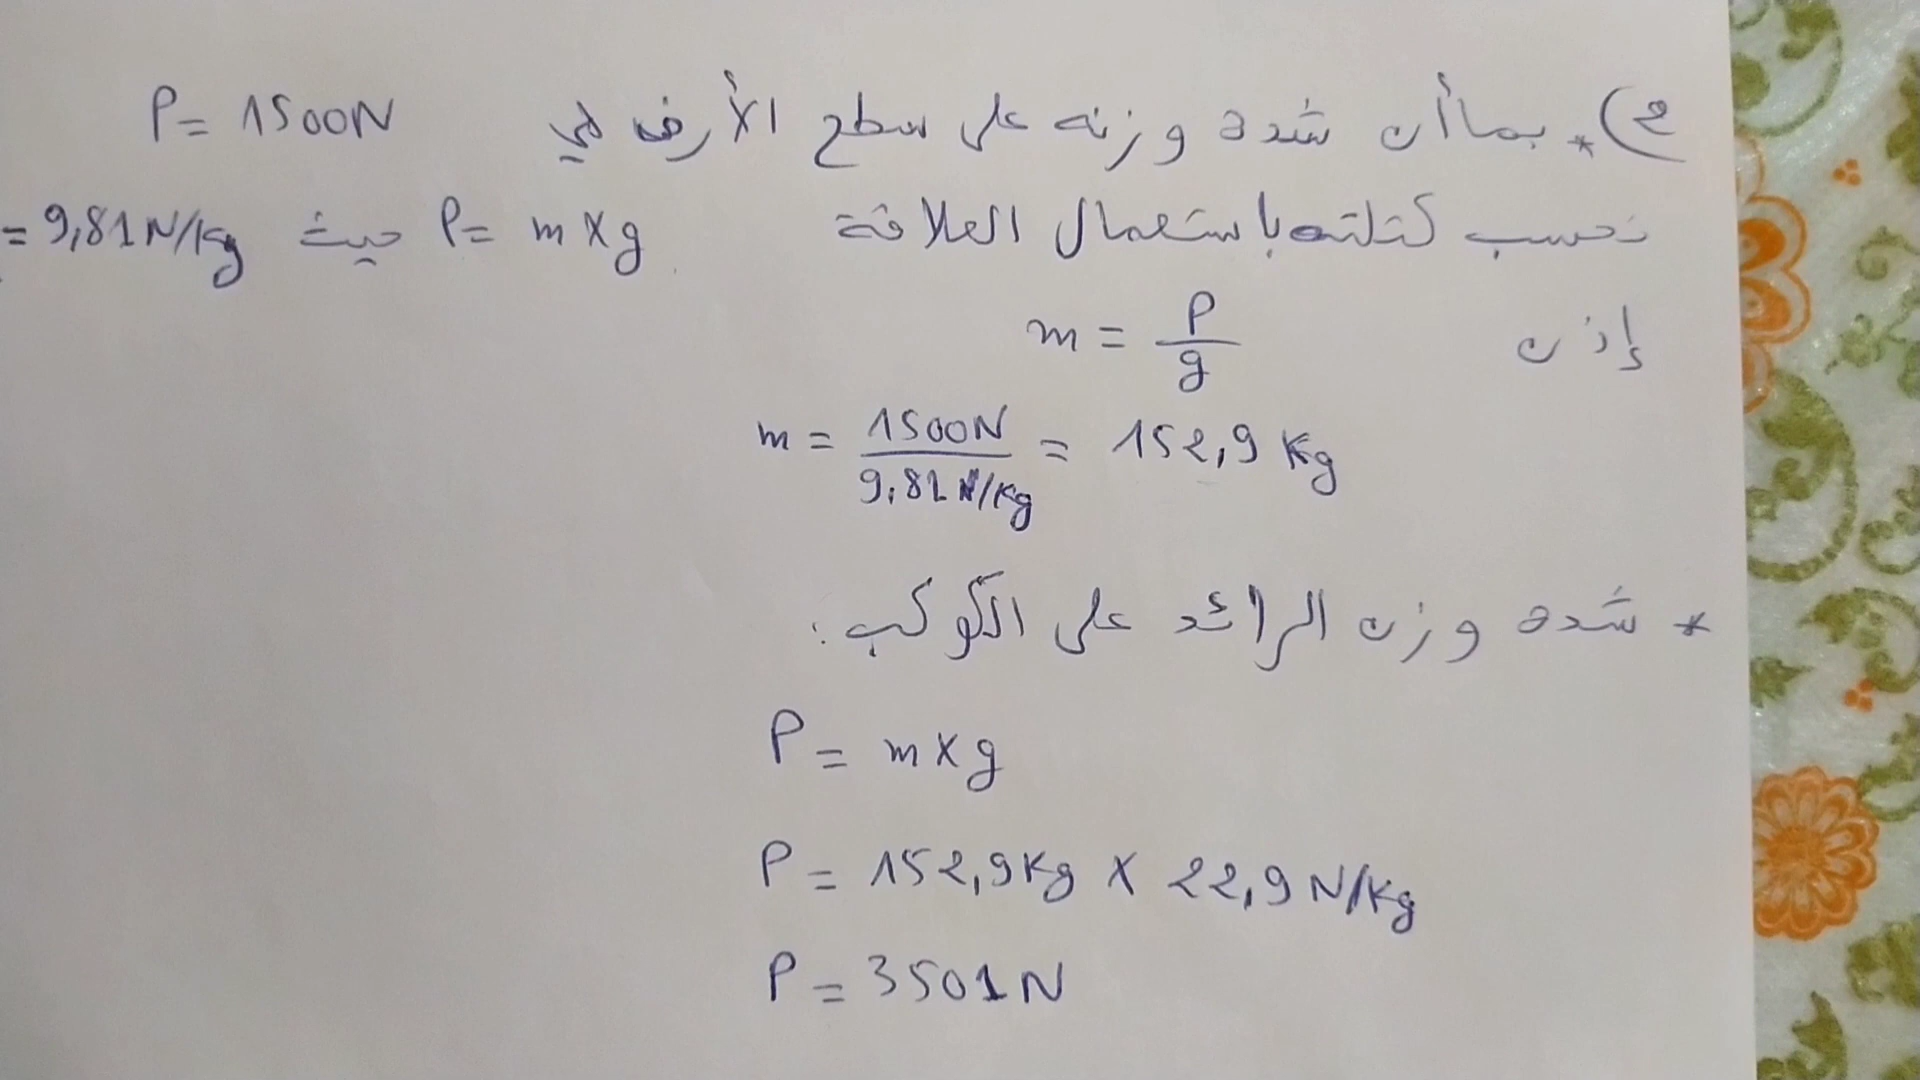 2) * بما أن شدة وزنه على سطح الأرض هي P = 1500N
نحسب كتلته باستعمال العلاقة P = m x g حيث = 9,81 N/Kg
إذن m = P/g
m = 1500N / 9,81 N/Kg = 152,9 Kg
* شدة وزن الرائد على الكوكب :
P = m x g
P = 152,9 Kg x 22,9 N/Kg
P = 3501 N